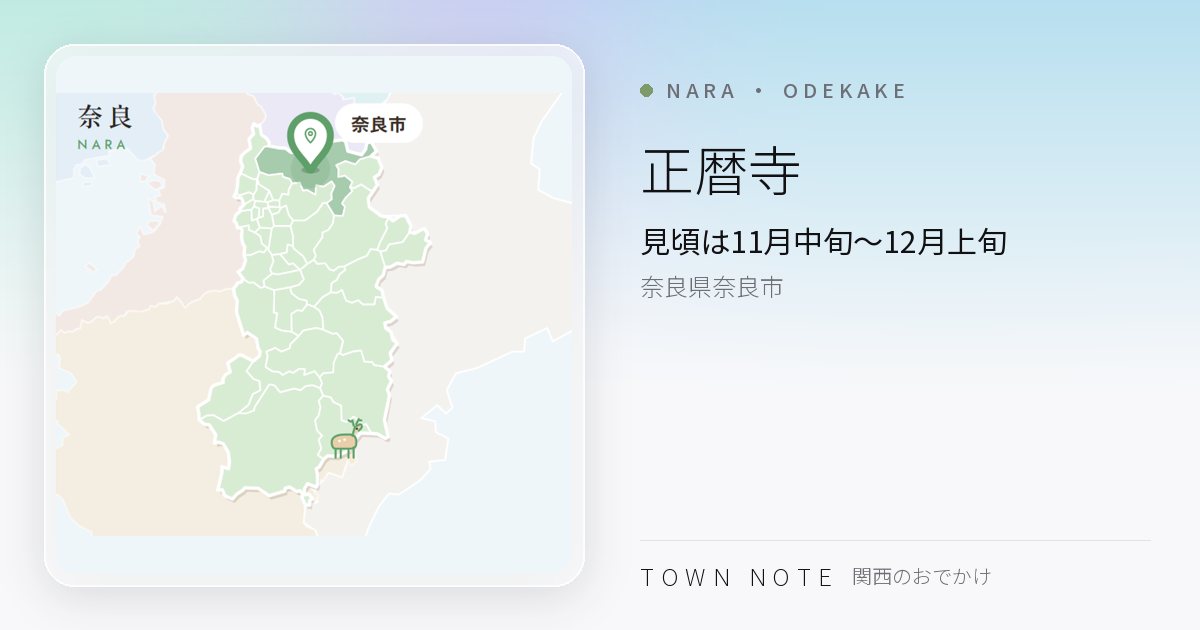 奈良
NARA
奈良市
NARA • ODEKAKE
正暦寺
見頃は11月中旬〜12月上旬
奈良県奈良市
TOWN NOTE 関西のおでかけ